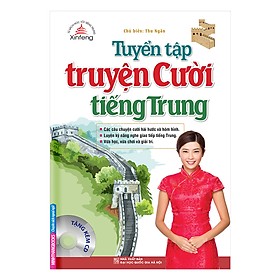 Xinfeng
Chủ biên: Thu Ngân
Tuyển tập
truyện Cười
tiếng Trung
Các câu chuyện cười hài hước và hóm hỉnh.
Luyện kỹ năng nghe giao tiếp tiếng Trung.
Vừa học, vừa chơi và giải trí.
TẶNG KÈM CD
NHÀ XUẤT BẢN
ĐẠI HỌC QUỐC GIA HÀ NỘI